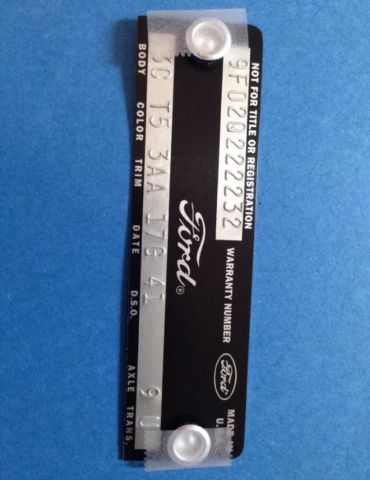 NOT FOR TITLE OR REGISTRATION
9F02Q222232
WARRANTY NUMBER
Ford
MADE
U.
Ford®
3C T5 3AA 17G 41 9 U
BODY COLOR TRIM DATE D.S.O. AXLE TRANS.